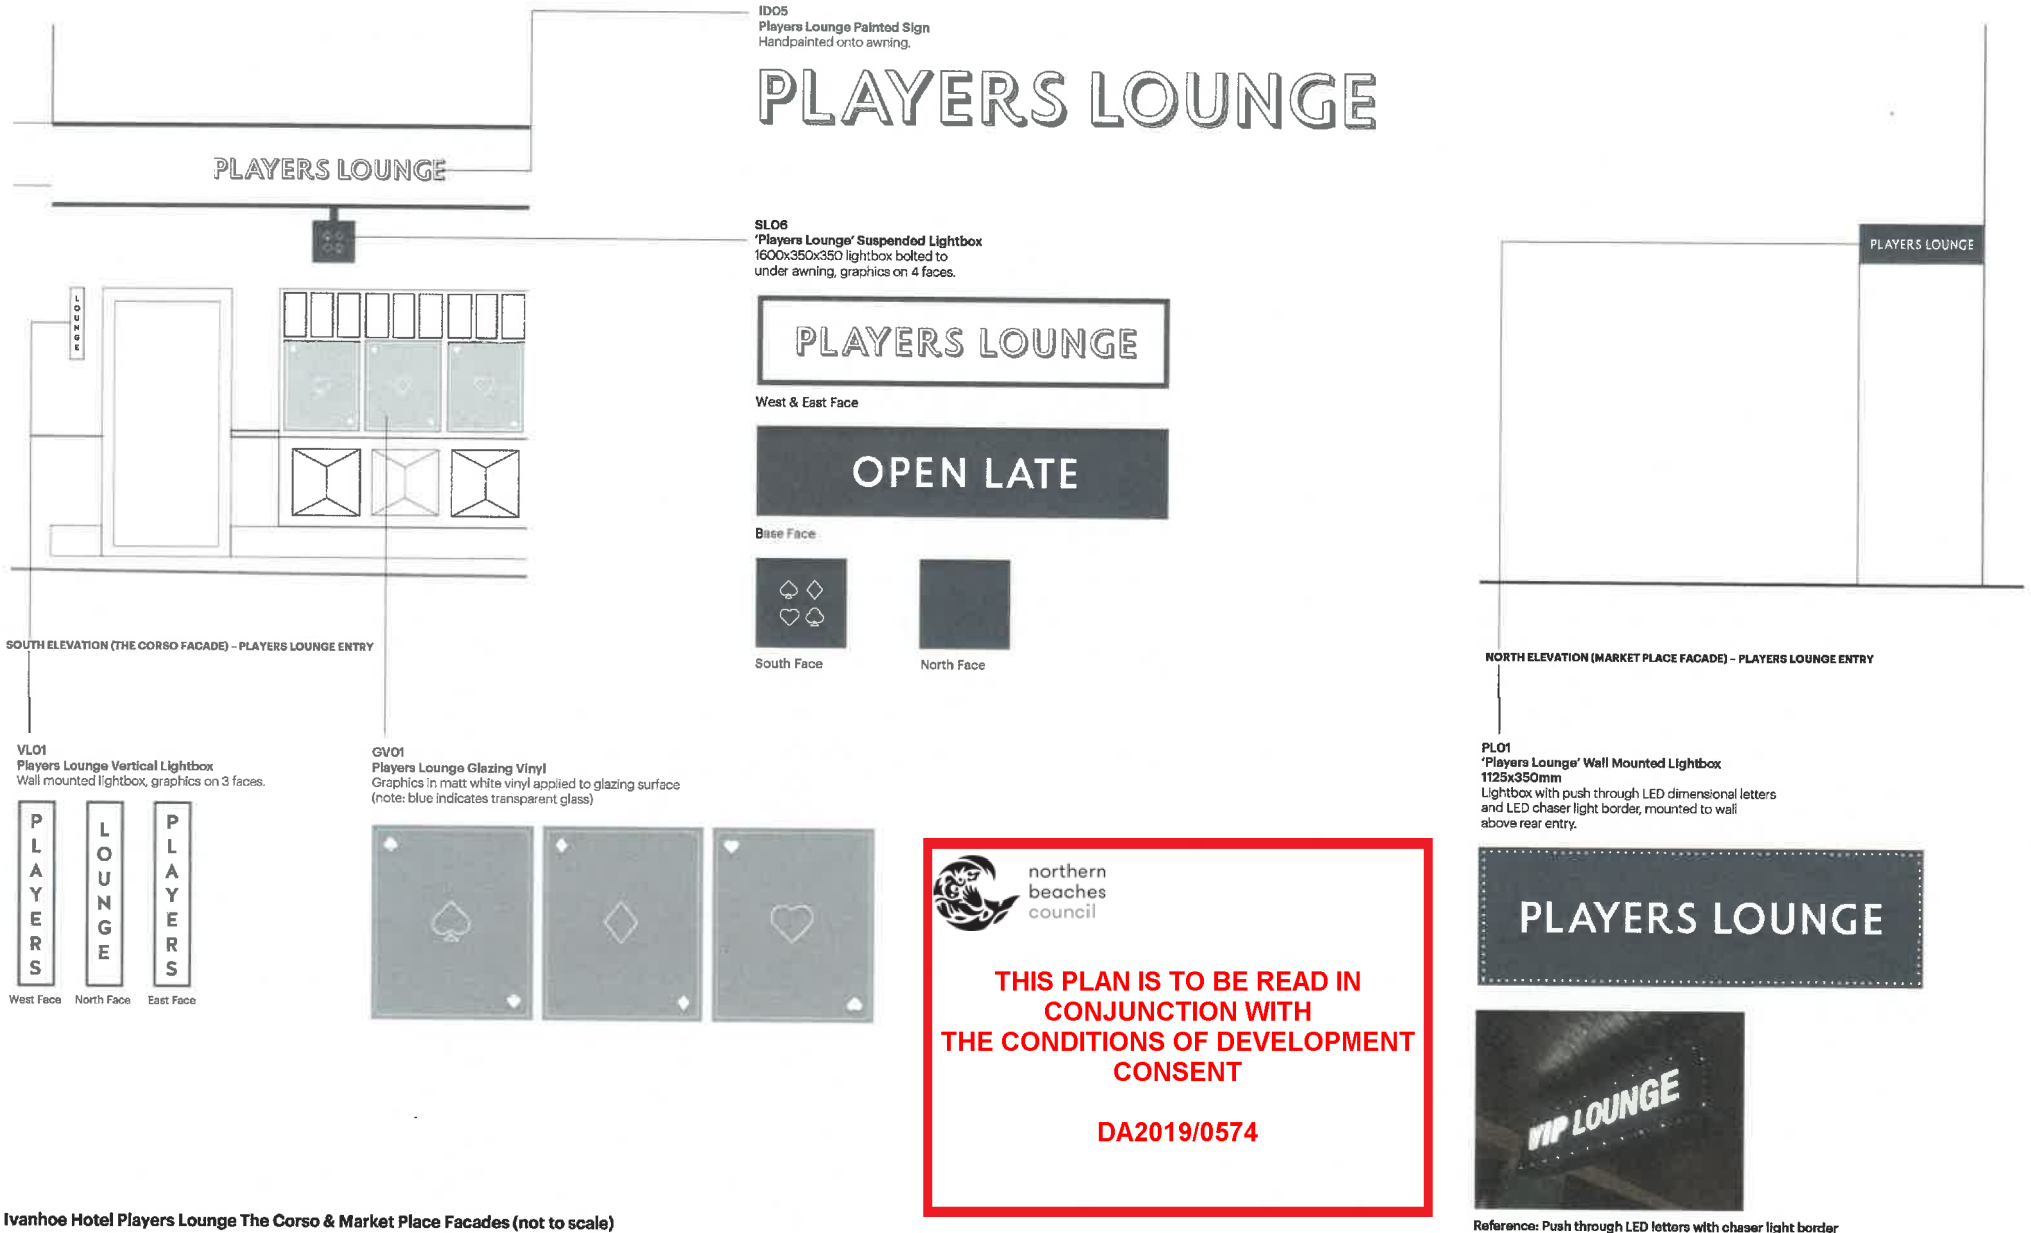 ID05
Players Lounge Painted Sign
Handpainted onto awning.
PLAYERS LOUNGE
PLAYERS LOUNGE
SL06
'Players Lounge' Suspended Lightbox
1600x350x350 lightbox bolted to
under awning, graphics on 4 faces.
PLAYERS LOUNGE
West & East Face
OPEN LATE
Base Face
South Face
North Face
LOUNGE
SOUTH ELEVATION (THE CORSO FACADE) – PLAYERS LOUNGE ENTRY
VL01
Players Lounge Vertical Lightbox
Wall mounted lightbox, graphics on 3 faces.
PLAYERS
LOUNGE
PLAYERS
West Face
North Face
East Face
GV01
Players Lounge Glazing Vinyl
Graphics in matt white vinyl applied to glazing surface
(note: blue indicates transparent glass)
PLAYERS LOUNGE
NORTH ELEVATION (MARKET PLACE FACADE) – PLAYERS LOUNGE ENTRY
PL01
'Players Lounge' Wall Mounted Lightbox
1125x350mm
Lightbox with push through LED dimensional letters
and LED chaser light border, mounted to wall
above rear entry.
PLAYERS LOUNGE
VIP LOUNGE
Reference: Push through LED letters with chaser light border
northern
beaches
council
THIS PLAN IS TO BE READ IN
CONJUNCTION WITH
THE CONDITIONS OF DEVELOPMENT
CONSENT
DA2019/0574
Ivanhoe Hotel Players Lounge The Corso & Market Place Facades (not to scale)